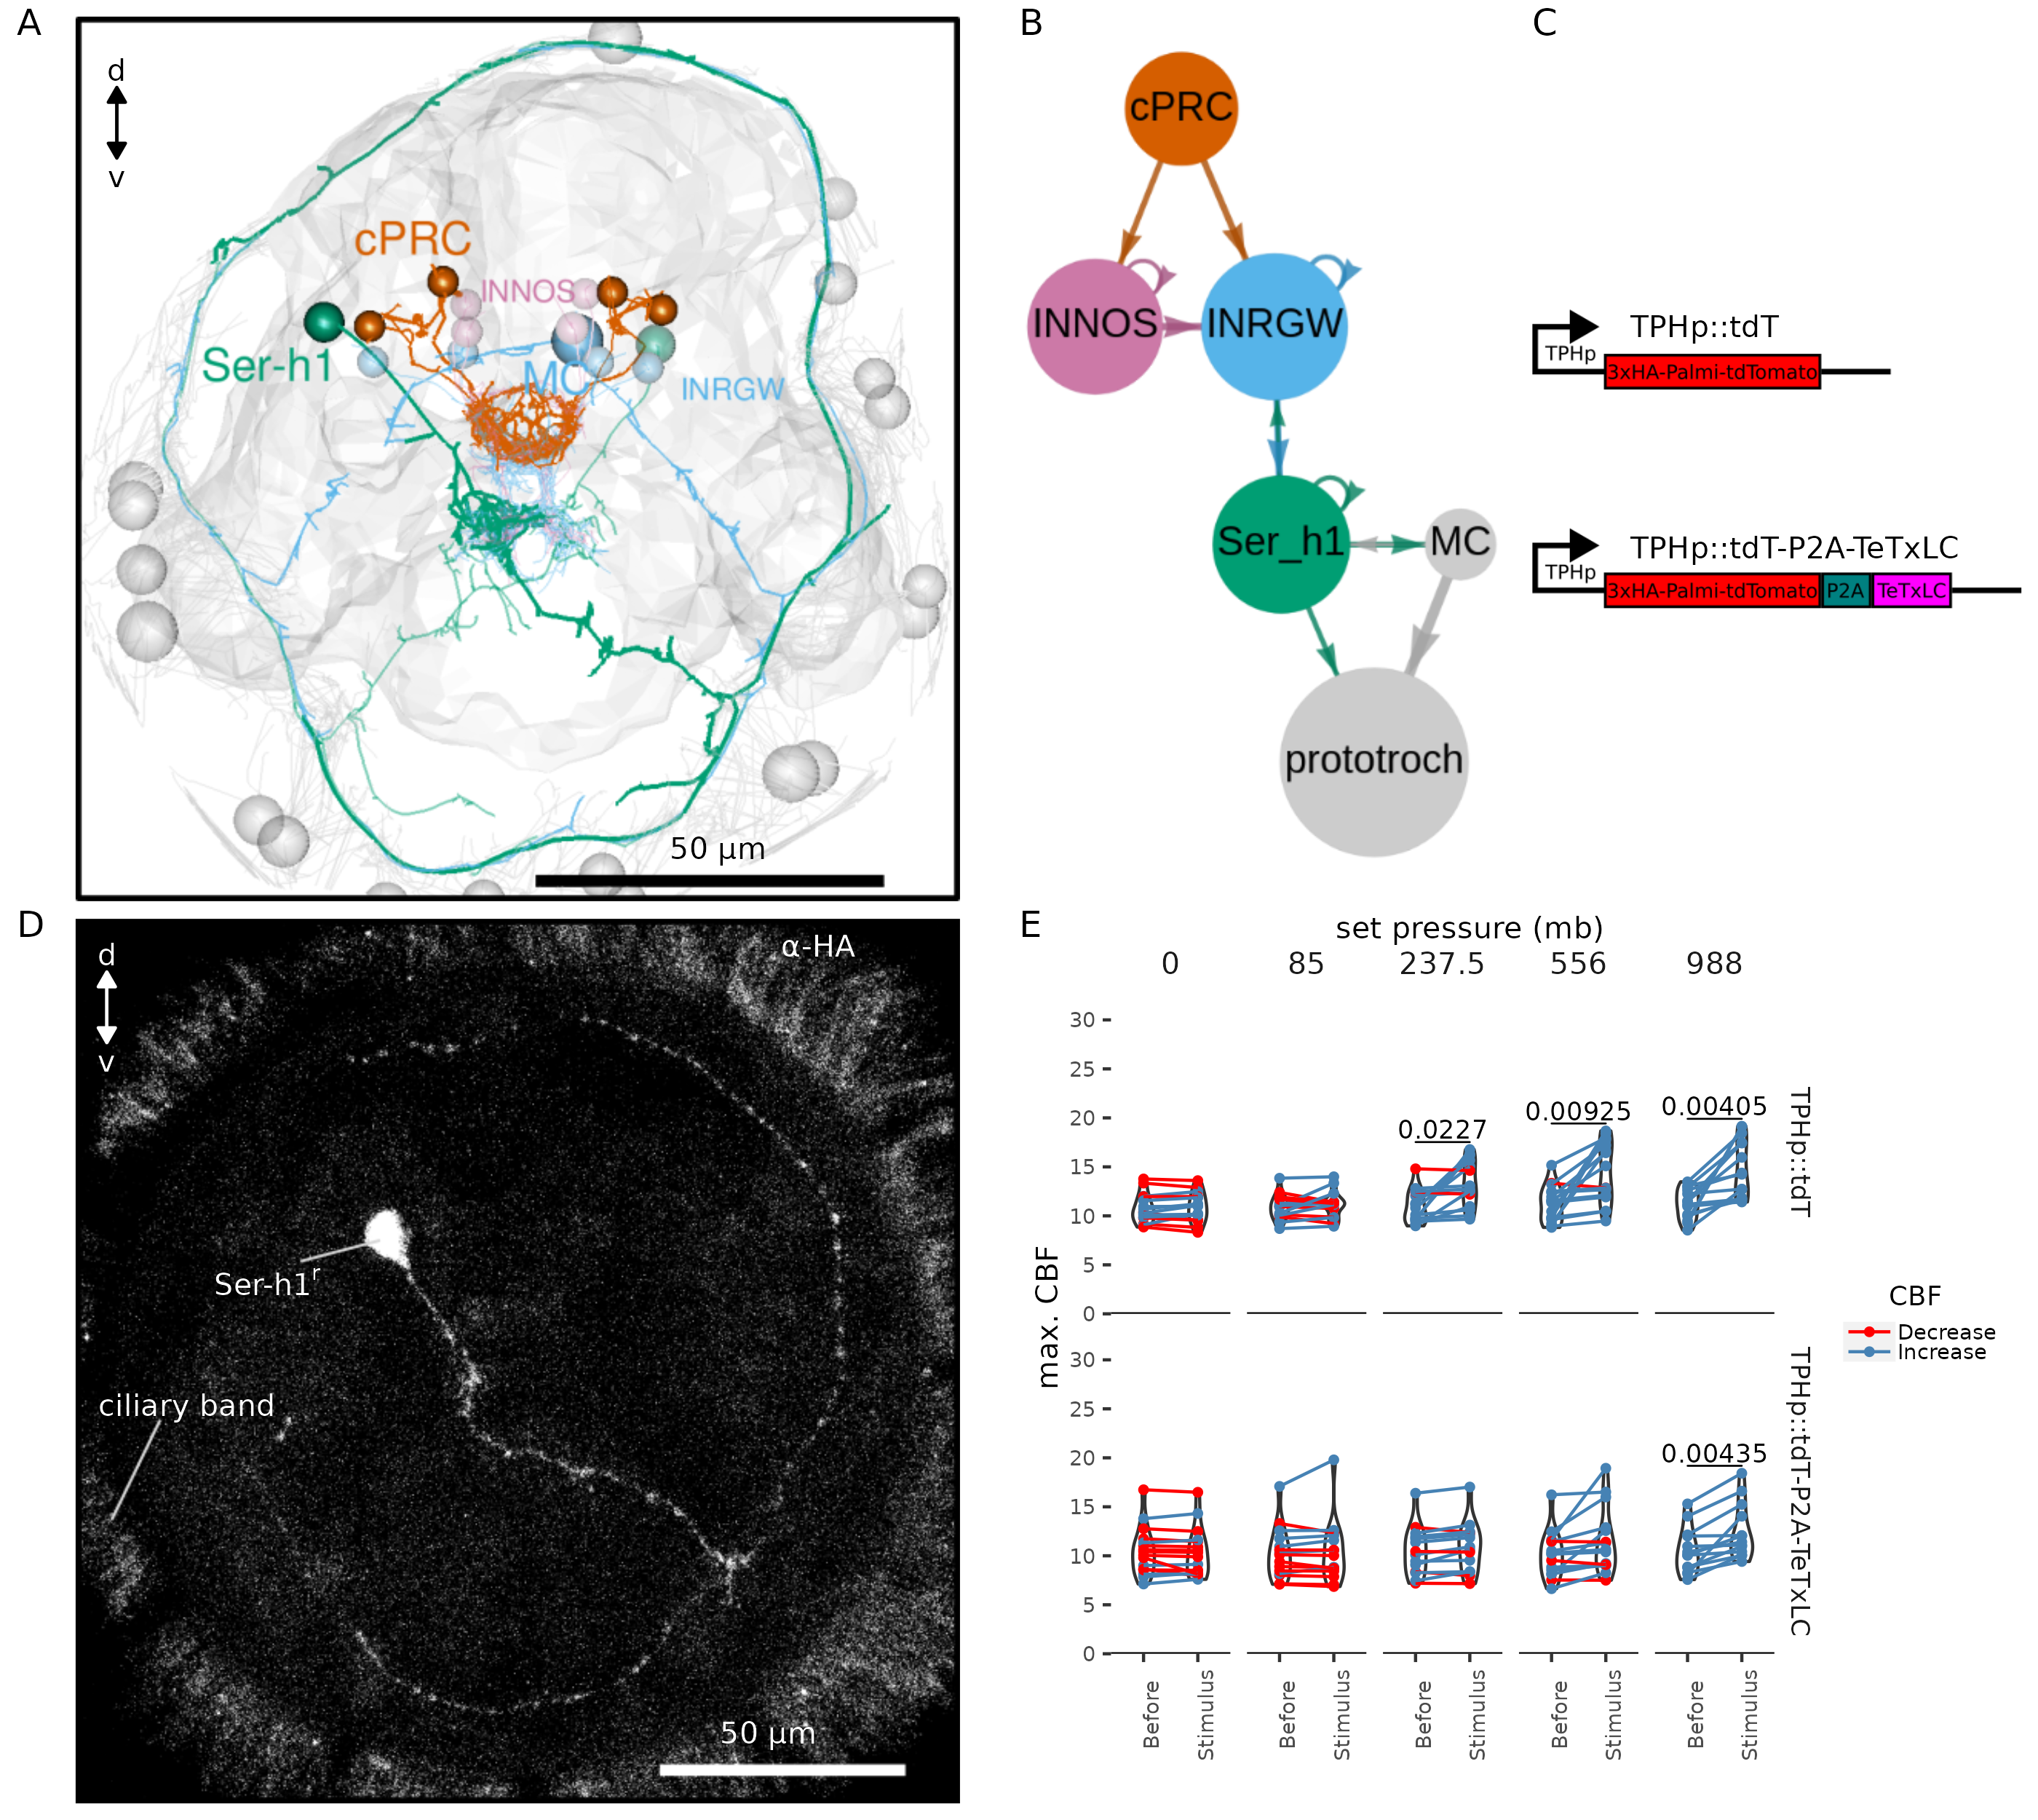 A
d
v
cPRC
INNOS
Ser-h1
MC
INRGW
50 µm
B
cPRC
INNOS
INRGW
Ser_h1
MC
prototroch
C
TPHp::tdT
TPHp
3xHA-Palmi-tdTomato
TPHp::tdT-P2A-TeTxLC
TPHp
3xHA-Palmi-tdTomato P2A TeTxLC
D
d
v
α-HA
Ser-h1r
ciliary band
50 µm
E
set pressure (mb)
0 85 237.5 556 988
max. CBF
30
25
20
15
10
5
0
0.0227
0.00925
0.00405
TPHp::tdT
30
25
20
15
10
5
0
0.00435
TPHp::tdT-P2A-TeTxLC
Before Stimulus Before Stimulus Before Stimulus Before Stimulus Before Stimulus
CBF
Decrease
Increase